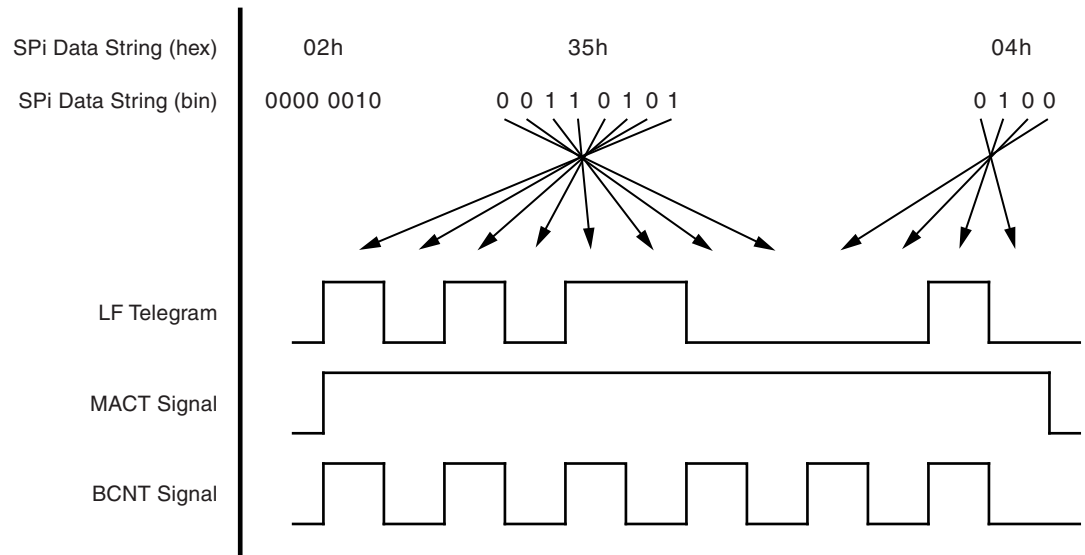 SPi Data String (hex) 02h 35h 04h
SPi Data String (bin) 0000 0010 0 0 1 1 0 1 0 1 0 1 0 0
LF Telegram
MACT Signal
BCNT Signal